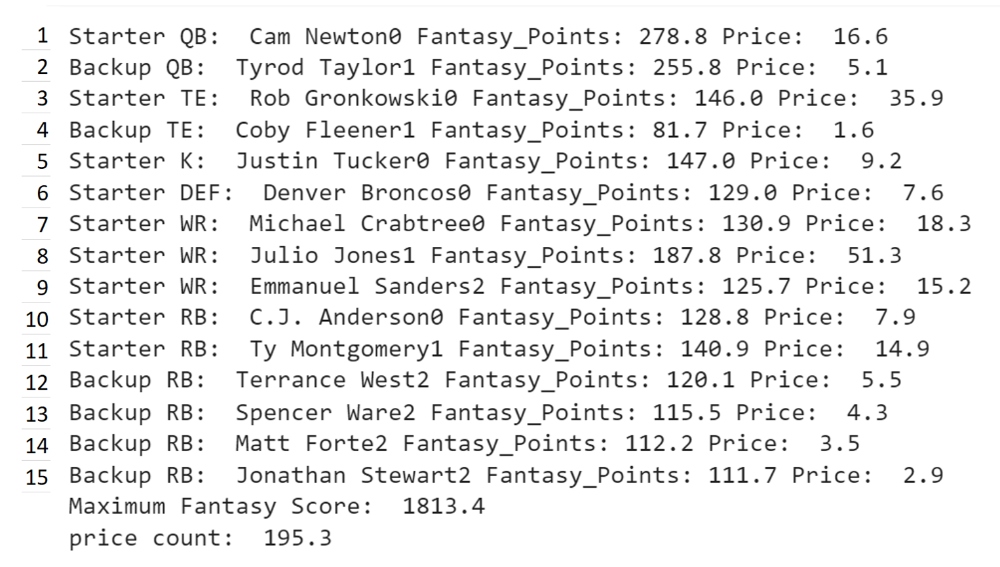 1 Starter QB:  Cam Newton0 Fantasy_Points: 278.8 Price:  16.6
2 Backup QB:  Tyrod Taylor1 Fantasy_Points: 255.8 Price:  5.1
3 Starter TE:  Rob Gronkowski0 Fantasy_Points: 146.0 Price:  35.9
4 Backup TE:  Coby Fleener1 Fantasy_Points: 81.7 Price:  1.6
5 Starter K:  Justin Tucker0 Fantasy_Points: 147.0 Price:  9.2
6 Starter DEF:  Denver Broncos0 Fantasy_Points: 129.0 Price:  7.6
7 Starter WR:  Michael Crabtree0 Fantasy_Points: 130.9 Price:  18.3
8 Starter WR:  Julio Jones1 Fantasy_Points: 187.8 Price:  51.3
9 Starter WR:  Emmanuel Sanders2 Fantasy_Points: 125.7 Price:  15.2
10 Starter RB:  C.J. Anderson0 Fantasy_Points: 128.8 Price:  7.9
11 Starter RB:  Ty Montgomery1 Fantasy_Points: 140.9 Price:  14.9
12 Backup RB:  Terrance West2 Fantasy_Points: 120.1 Price:  5.5
13 Backup RB:  Spencer Ware2 Fantasy_Points: 115.5 Price:  4.3
14 Backup RB:  Matt Forte2 Fantasy_Points: 112.2 Price:  3.5
15 Backup RB:  Jonathan Stewart2 Fantasy_Points: 111.7 Price:  2.9
Maximum Fantasy Score:  1813.4
price count:  195.3